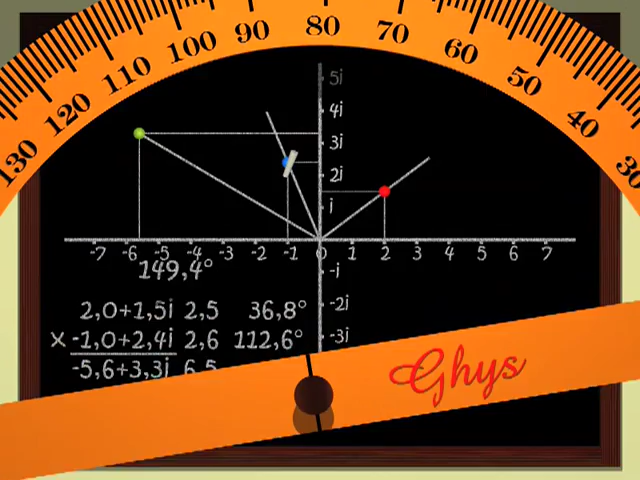 130 120 110 100 90 80 70 60 50 40 30
5i
4i
3i
2i
i
-7 -6 -5 -4 -3 -2 -1 0 1 2 3 4 5 6 7
149,4° -i
2,0+1,5i 2,5 36,8° -2i
× -1,0+2,4i 2,6 112,6° -3i
-5,6+3,3i 6,5
Ghys